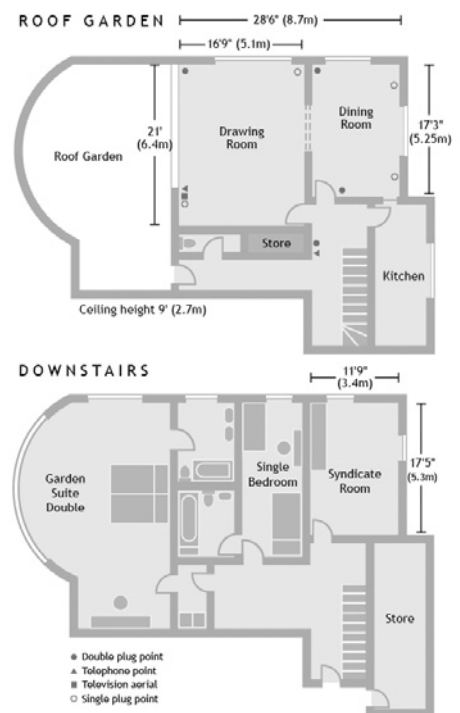 ROOF GARDEN
28'6" (8.7m)
16'9" (5.1m)
21'
(6.4m)
Roof Garden
Drawing
Room
Dining
Room
17'3"
(5.25m)
Store
Kitchen
Ceiling height 9' (2.7m)
DOWNSTAIRS
11'9"
(3.4m)
Garden
Suite
Double
Single
Bedroom
Syndicate
Room
17'5"
(5.3m)
Store
Double plug point
Telephone point
Television aerial
Single plug point